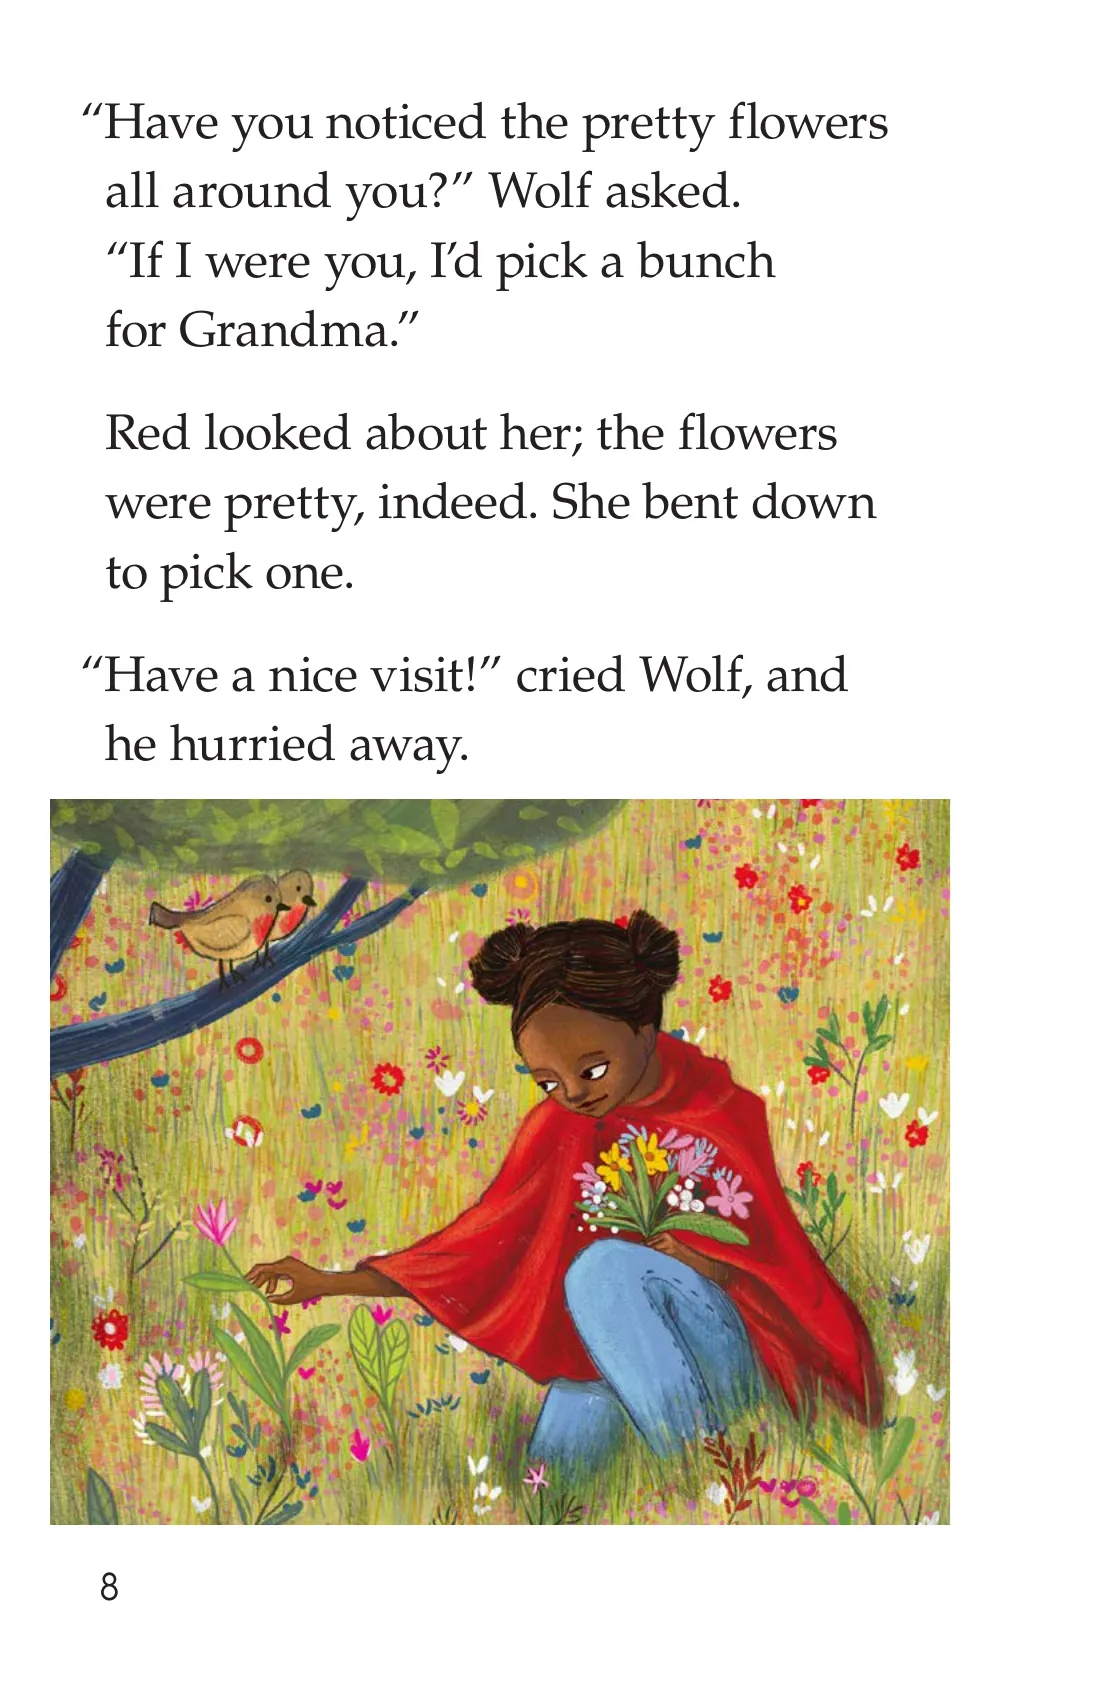 “Have you noticed the pretty flowers
all around you?” Wolf asked.
“If I were you, I’d pick a bunch
for Grandma.”
Red looked about her; the flowers
were pretty, indeed. She bent down
to pick one.
“Have a nice visit!” cried Wolf, and
he hurried away.
8